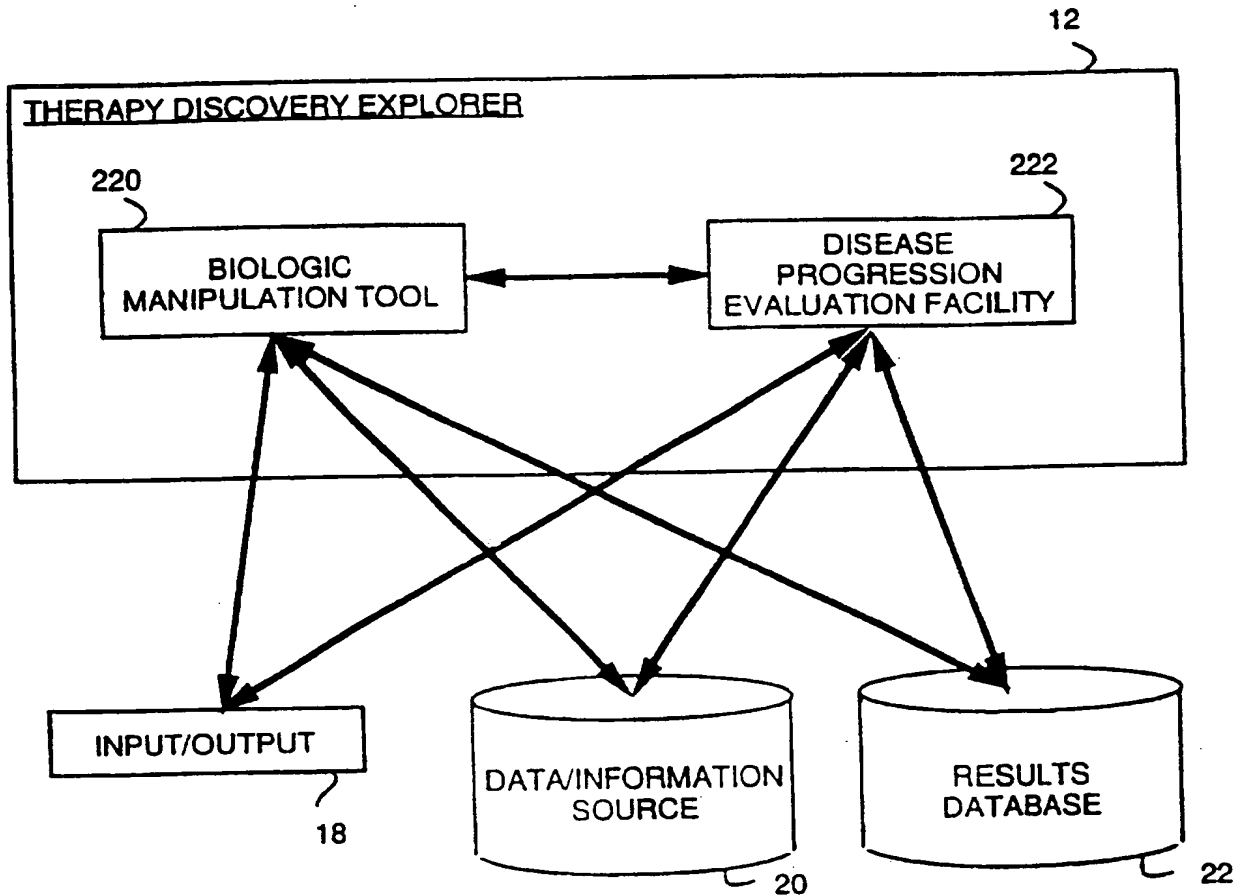 12
THERAPY DISCOVERY EXPLORER
220
222
BIOLOGIC
MANIPULATION TOOL
DISEASE
PROGRESSION
EVALUATION FACILITY
INPUT/OUTPUT
18
DATA/INFORMATION
SOURCE
20
RESULTS
DATABASE
22